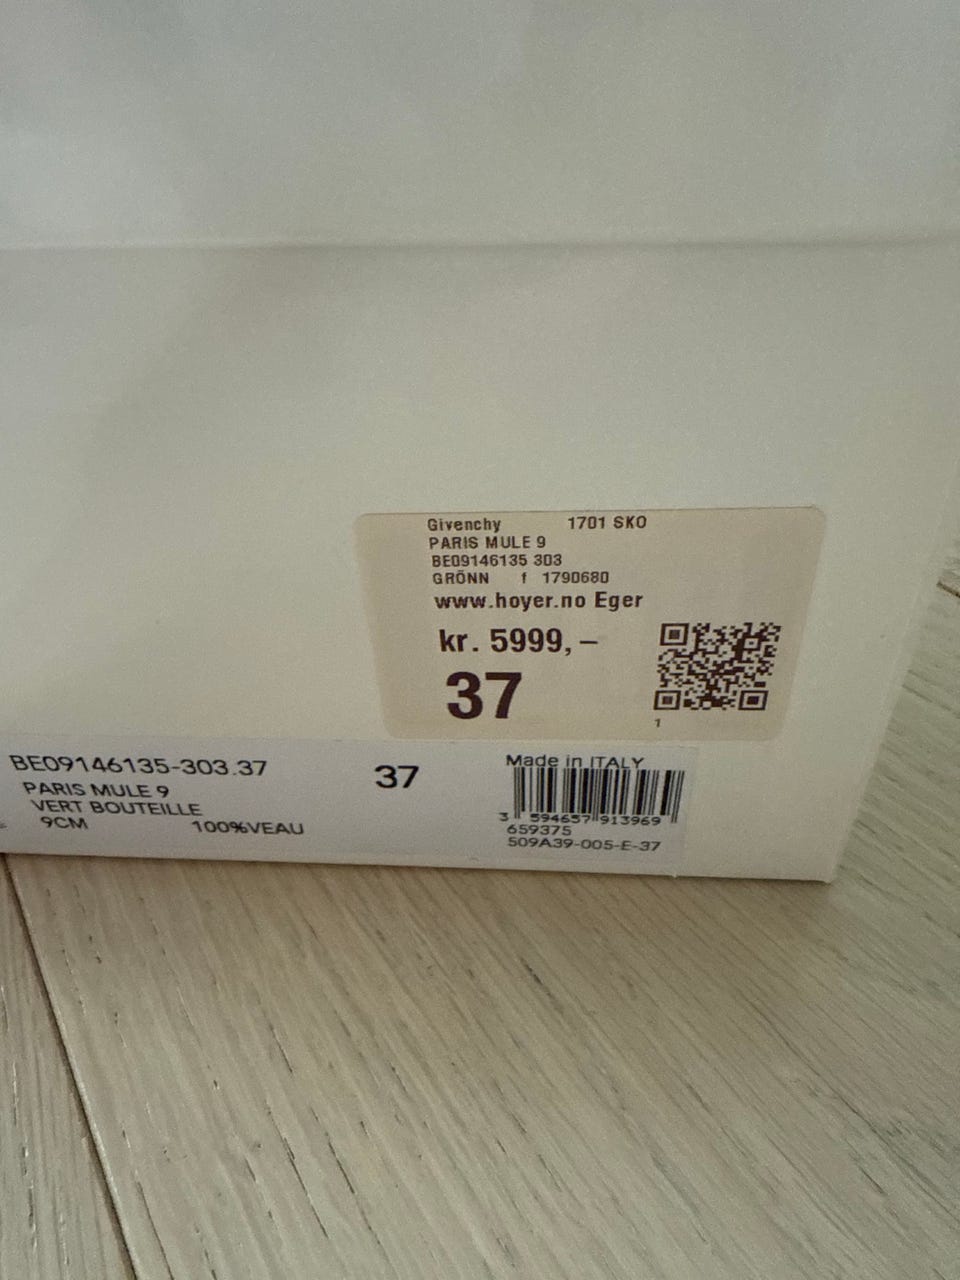 Givenchy 1701 SKO
PARIS MULE 9
BE09146135 303
GRÖNN f 1790680
www.hoyer.no Eger
kr. 5999,–
37
1
BE09146135-303.37 37 Made in ITALY
PARIS MULE 9
VERT BOUTEILLE
9CM 100%VEAU
3 594657 913969
659375
509A39-005-E-37